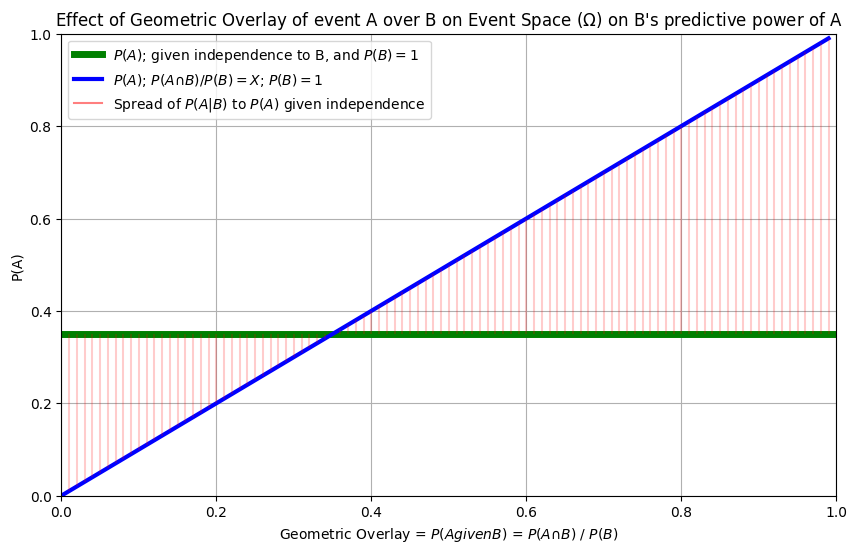 Effect of Geometric Overlay of event A over B on Event Space (Ω) on B's predictive power of A
P(A); given independence to B, and P(B) = 1
P(A); P(A∩B)/P(B) = X; P(B) = 1
Spread of P(A|B) to P(A) given independence
P(A)
1.0
0.8
0.6
0.4
0.2
0.0
0.0 0.2 0.4 0.6 0.8 1.0
Geometric Overlay = P(AgivenB) = P(A∩B) / P(B)